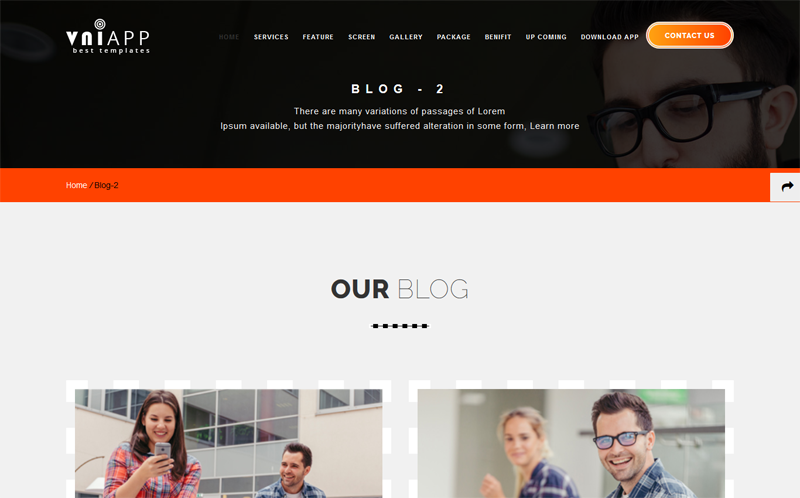 vniAPP
best templates
HOME SERVICES FEATURE SCREEN GALLERY PACKAGE BENIFIT UP COMING DOWNLOAD APP CONTACT US
BLOG - 2
There are many variations of passages of Lorem
Ipsum available, but the majorityhave suffered alteration in some form, Learn more
Home / Blog-2
OUR BLOG